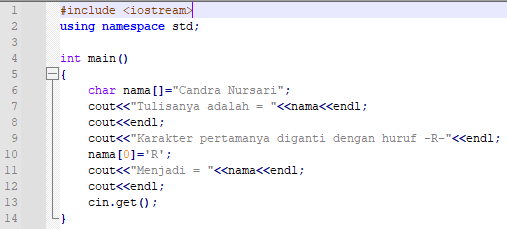 1 #include <iostream>
2 using namespace std;
3
4 int main()
5 {
6 char nama[]="Candra Nursari";
7 cout<<"Tulisanya adalah = "<<nama<<endl;
8 cout<<endl;
9 cout<<"Karakter pertamanya diganti dengan huruf -R-"<<endl;
10 nama[0]='R';
11 cout<<"Menjadi = "<<nama<<endl;
12 cout<<endl;
13 cin.get();
14 }